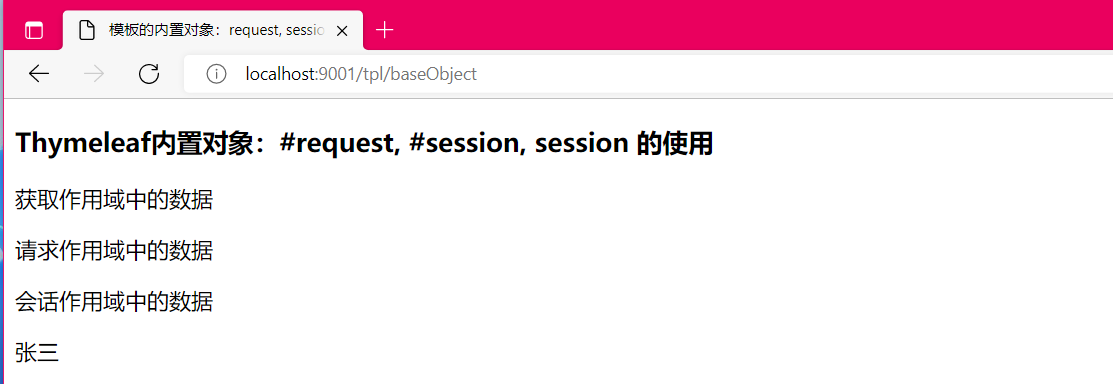 模板的内置对象：request, sessio
localhost:9001/tpl/baseObject
Thymeleaf内置对象：#request, #session, session 的使用
获取作用域中的数据
请求作用域中的数据
会话作用域中的数据
张三